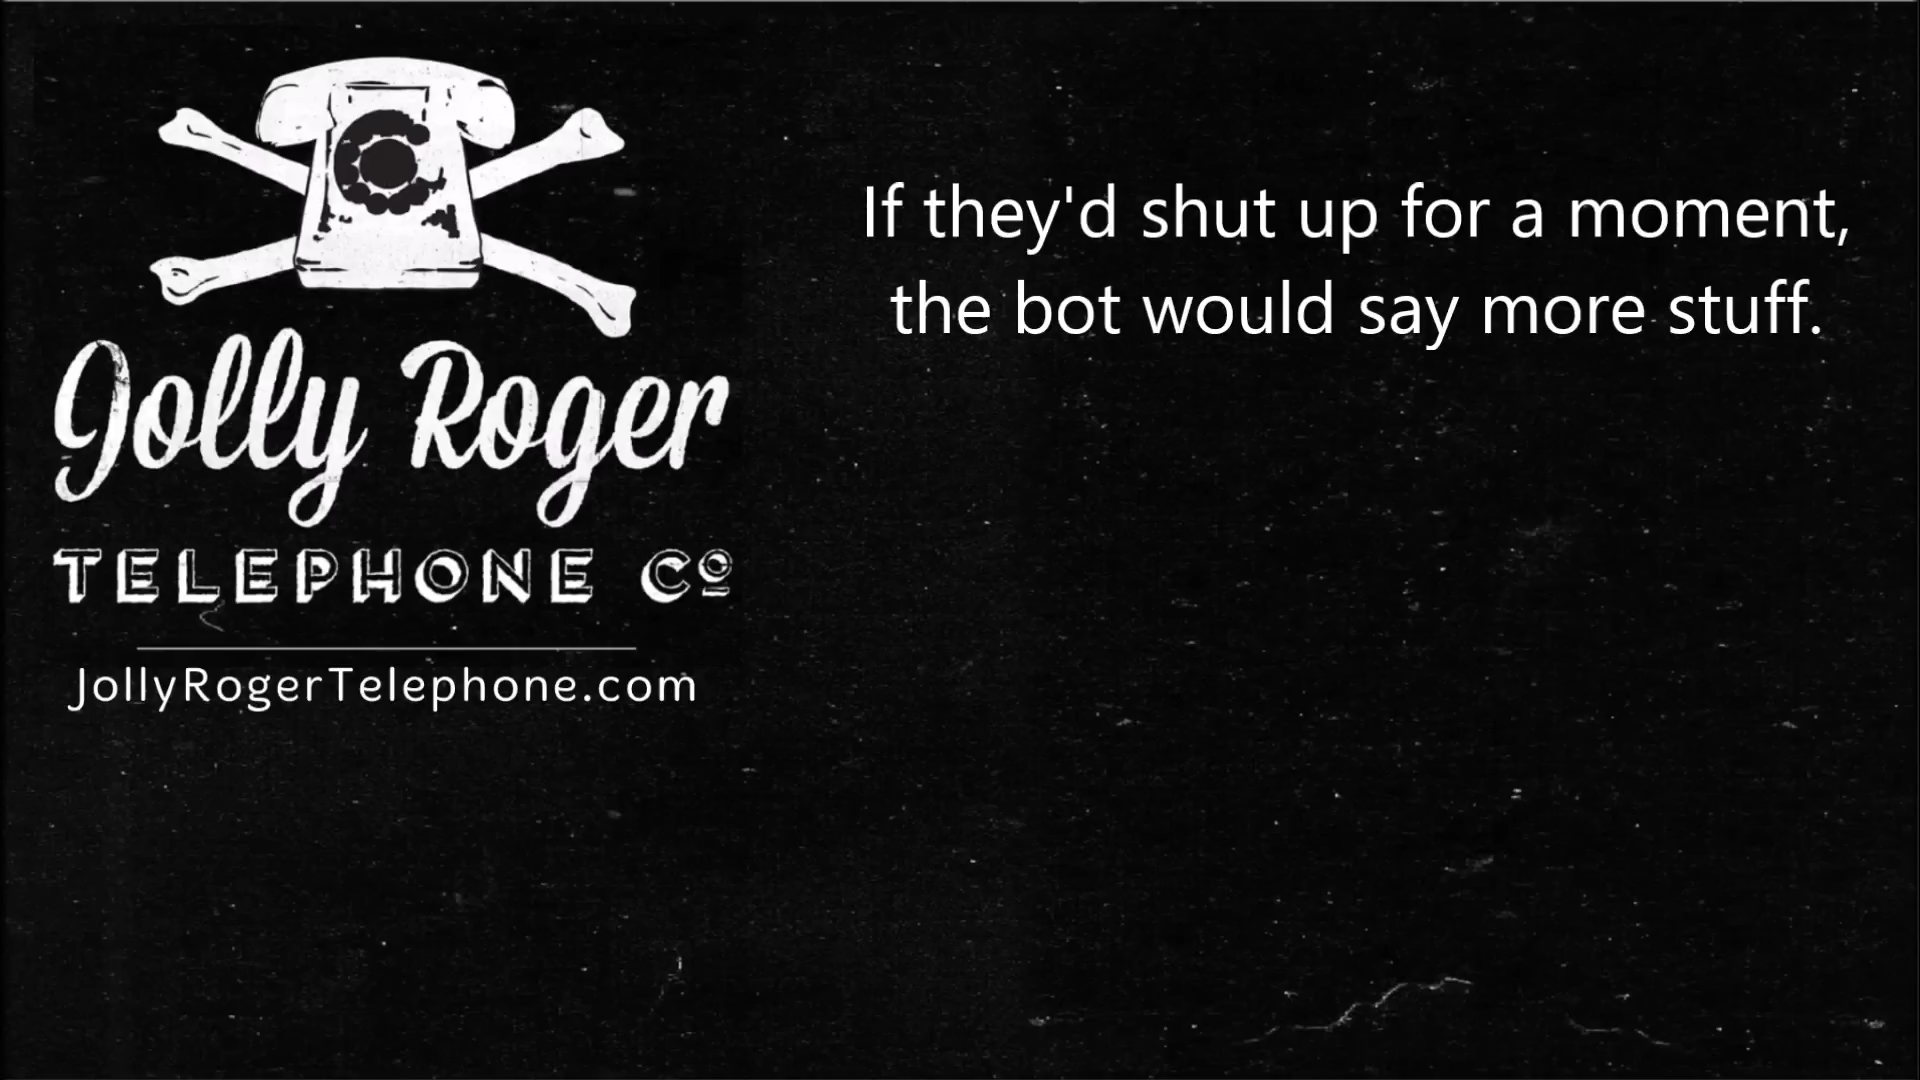 Jolly Roger
TELEPHONE Cº
JollyRogerTelephone.com
If they'd shut up for a moment,
the bot would say more stuff.